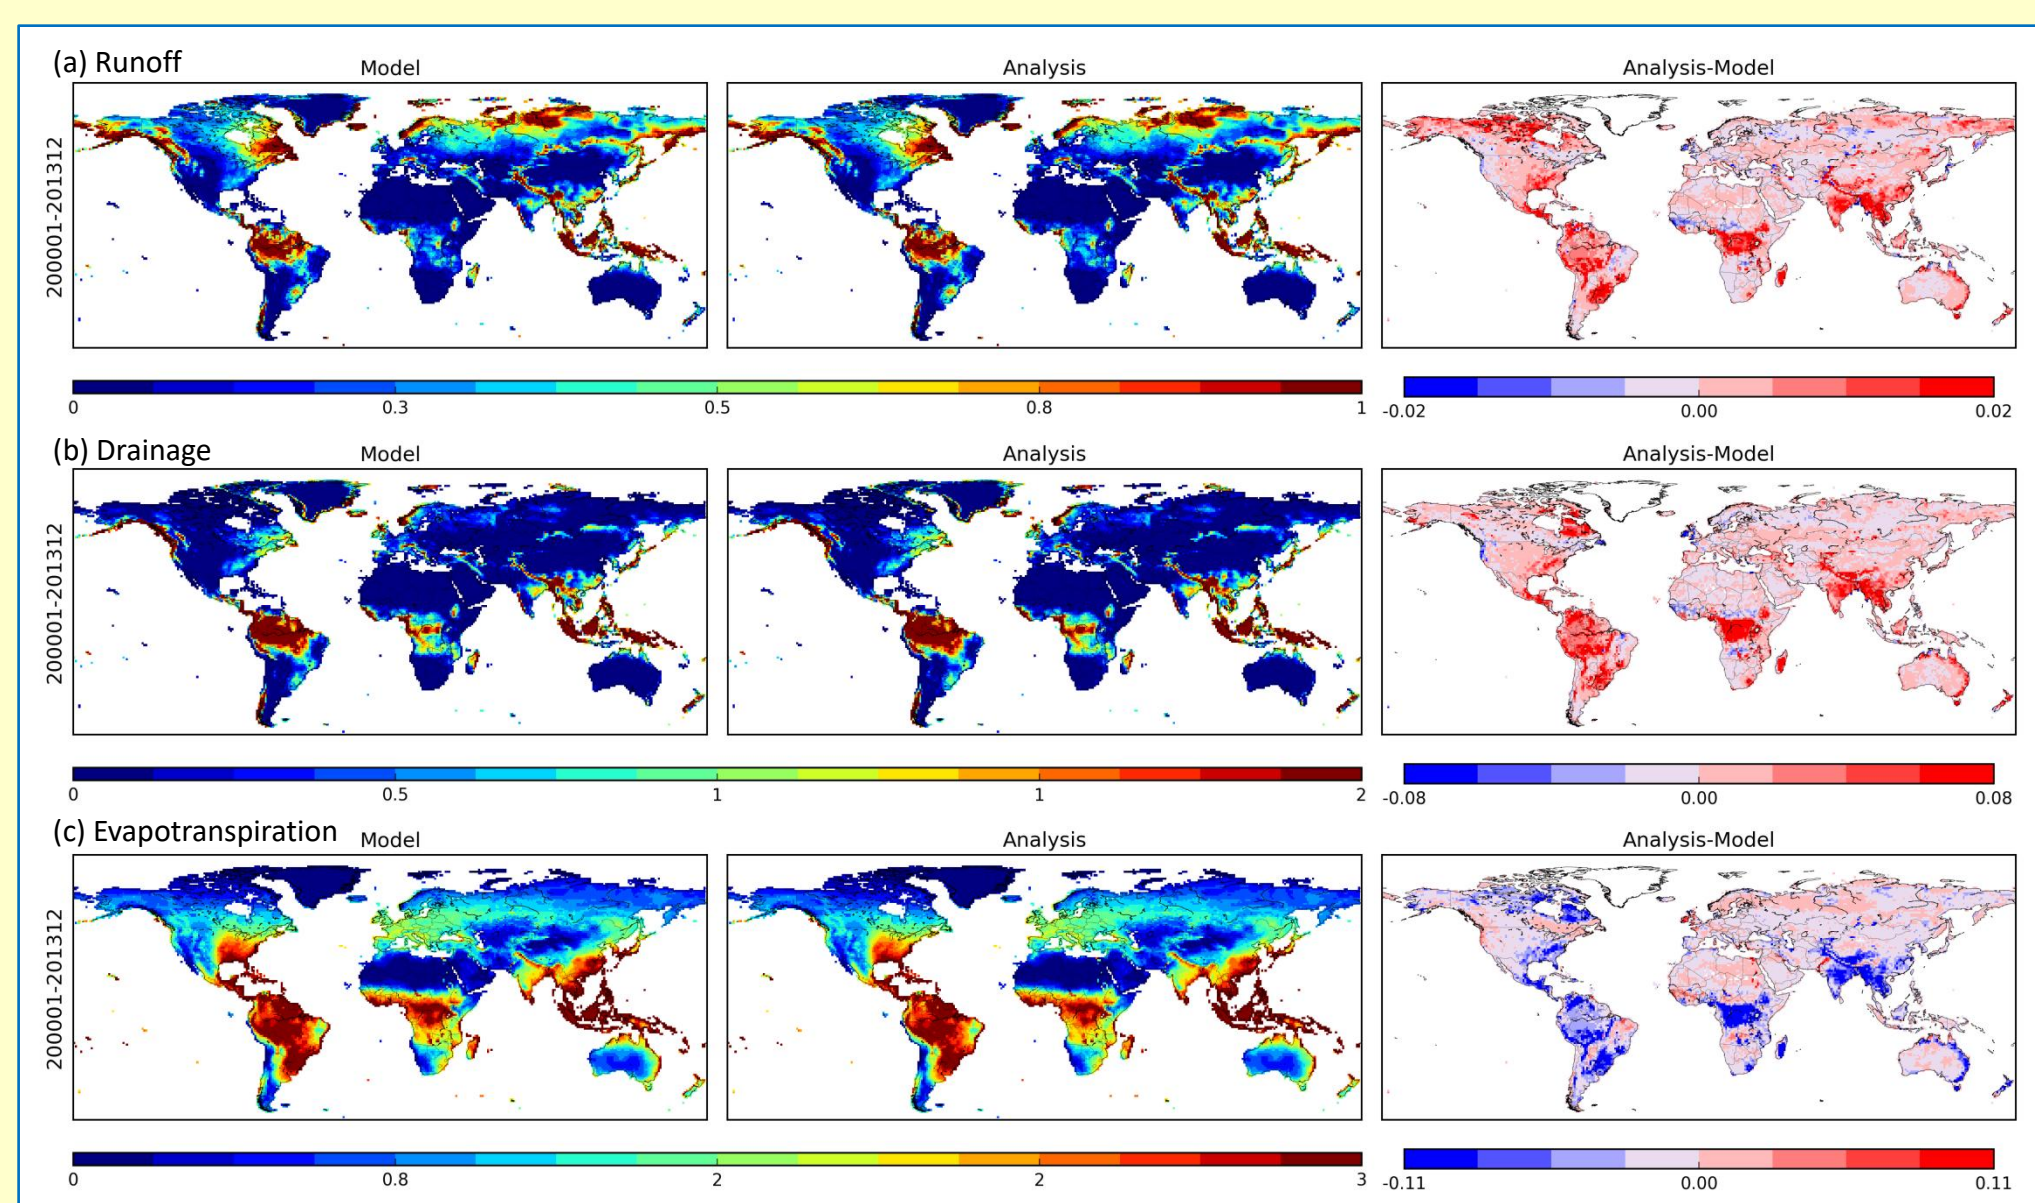 (a) Runoff
Model Analysis Analysis-Model
200001-201312
0 0.3 0.5 0.8 1 -0.02 0.00 0.02
(b) Drainage
Model Analysis Analysis-Model
200001-201312
0 0.5 1 1 2 -0.08 0.00 0.08
(c) Evapotranspiration
Model Analysis Analysis-Model
200001-201312
0 0.8 2 2 3 -0.11 0.00 0.11